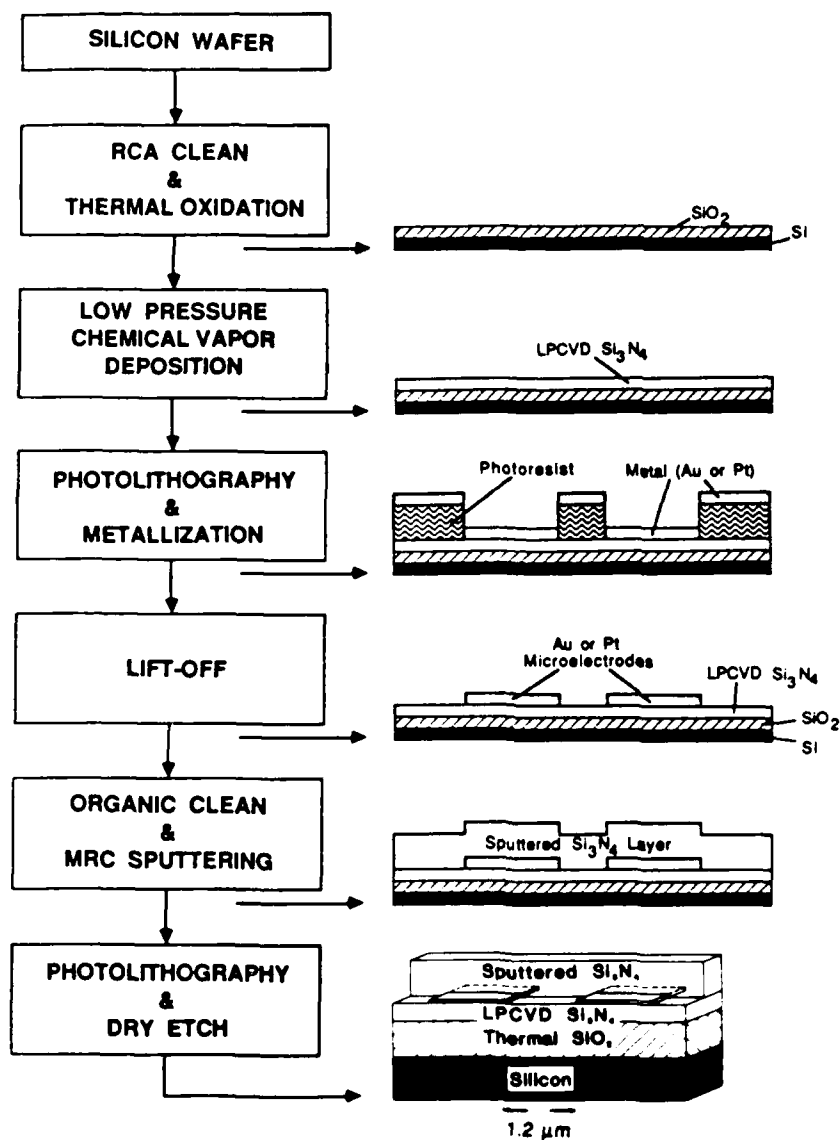 SILICON WAFER
RCA CLEAN
&
THERMAL OXIDATION
SiO2
Si
LOW PRESSURE
CHEMICAL VAPOR
DEPOSITION
LPCVD Si3N4
PHOTOLITHOGRAPHY
&
METALLIZATION
Photoresist
Metal (Au or Pt)
LIFT-OFF
Au or Pt
Microelectrodes
LPCVD Si3N4
SiO2
Si
ORGANIC CLEAN
&
MRC SPUTTERING
Sputtered Si3N4 Layer
PHOTOLITHOGRAPHY
&
DRY ETCH
Sputtered Si3N4
LPCVD Si3N4
Thermal SiO2
Silicon
1.2 μm